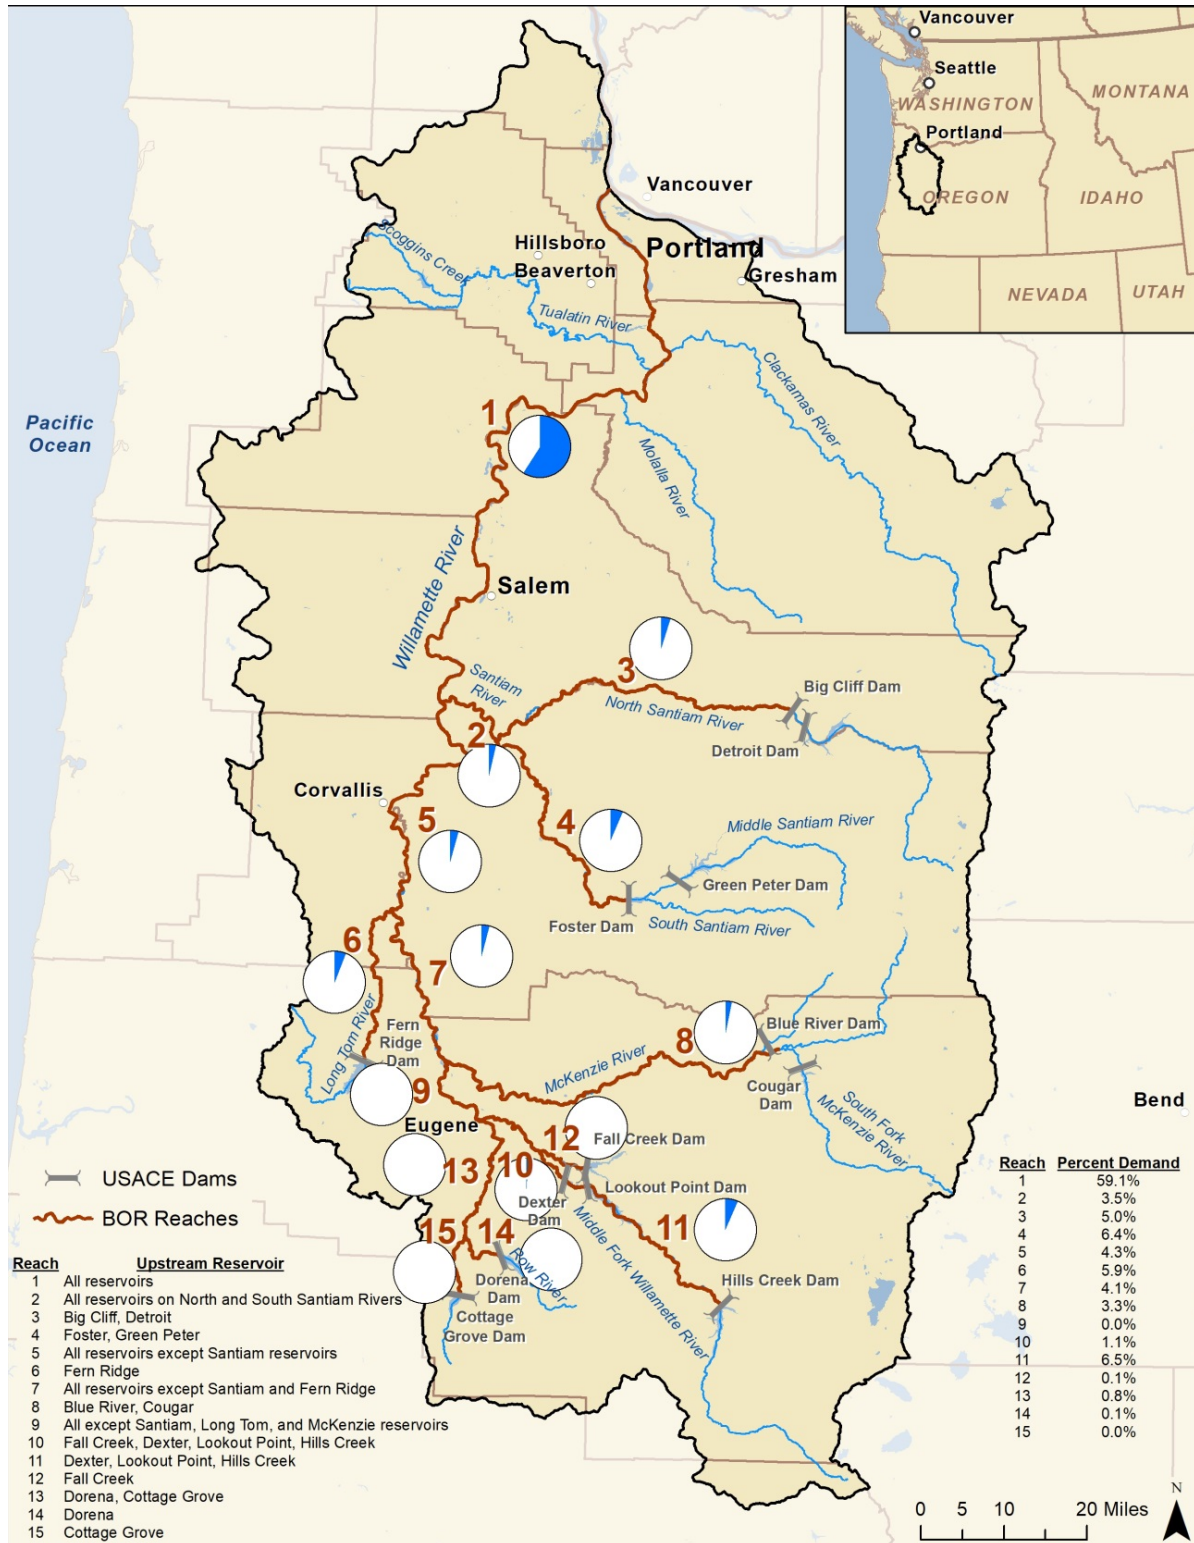 Vancouver
Seattle
WASHINGTON
MONTANA
Portland
OREGON
IDAHO
NEVADA
UTAH
Vancouver
Hillsboro
Portland
Beaverton
Gresham
Scoggins Creek
Tualatin River
Clackamas River
Pacific
Ocean
1
Molalla River
Willamette River
Salem
3
Santiam
River
Big Cliff Dam
North Santiam River
2
Detroit Dam
Corvallis
5
4
Middle Santiam River
Green Peter Dam
Foster Dam
South Santiam River
6
7
Long Tom River
Fern
Ridge
Dam
8
Blue River Dam
McKenzie River
Cougar
Dam
South Fork
McKenzie River
9
Bend
Eugene
12
Fall Creek Dam
13
10
Lookout Point Dam
Dexter
Dam
Middle Fork Willamette River
11
15
14
Row River
Dorena
Dam
Hills Creek Dam
Cottage
Grove Dam
USACE Dams
BOR Reaches
Reach Upstream Reservoir
1 All reservoirs
2 All reservoirs on North and South Santiam Rivers
3 Big Cliff, Detroit
4 Foster, Green Peter
5 All reservoirs except Santiam reservoirs
6 Fern Ridge
7 All reservoirs except Santiam and Fern Ridge
8 Blue River, Cougar
9 All except Santiam, Long Tom, and McKenzie reservoirs
10 Fall Creek, Dexter, Lookout Point, Hills Creek
11 Dexter, Lookout Point, Hills Creek
12 Fall Creek
13 Dorena, Cottage Grove
14 Dorena
15 Cottage Grove
Reach Percent Demand
1 59.1%
2 3.5%
3 5.0%
4 6.4%
5 4.3%
6 5.9%
7 4.1%
8 3.3%
9 0.0%
10 1.1%
11 6.5%
12 0.1%
13 0.8%
14 0.1%
15 0.0%
N
0 5 10 20 Miles